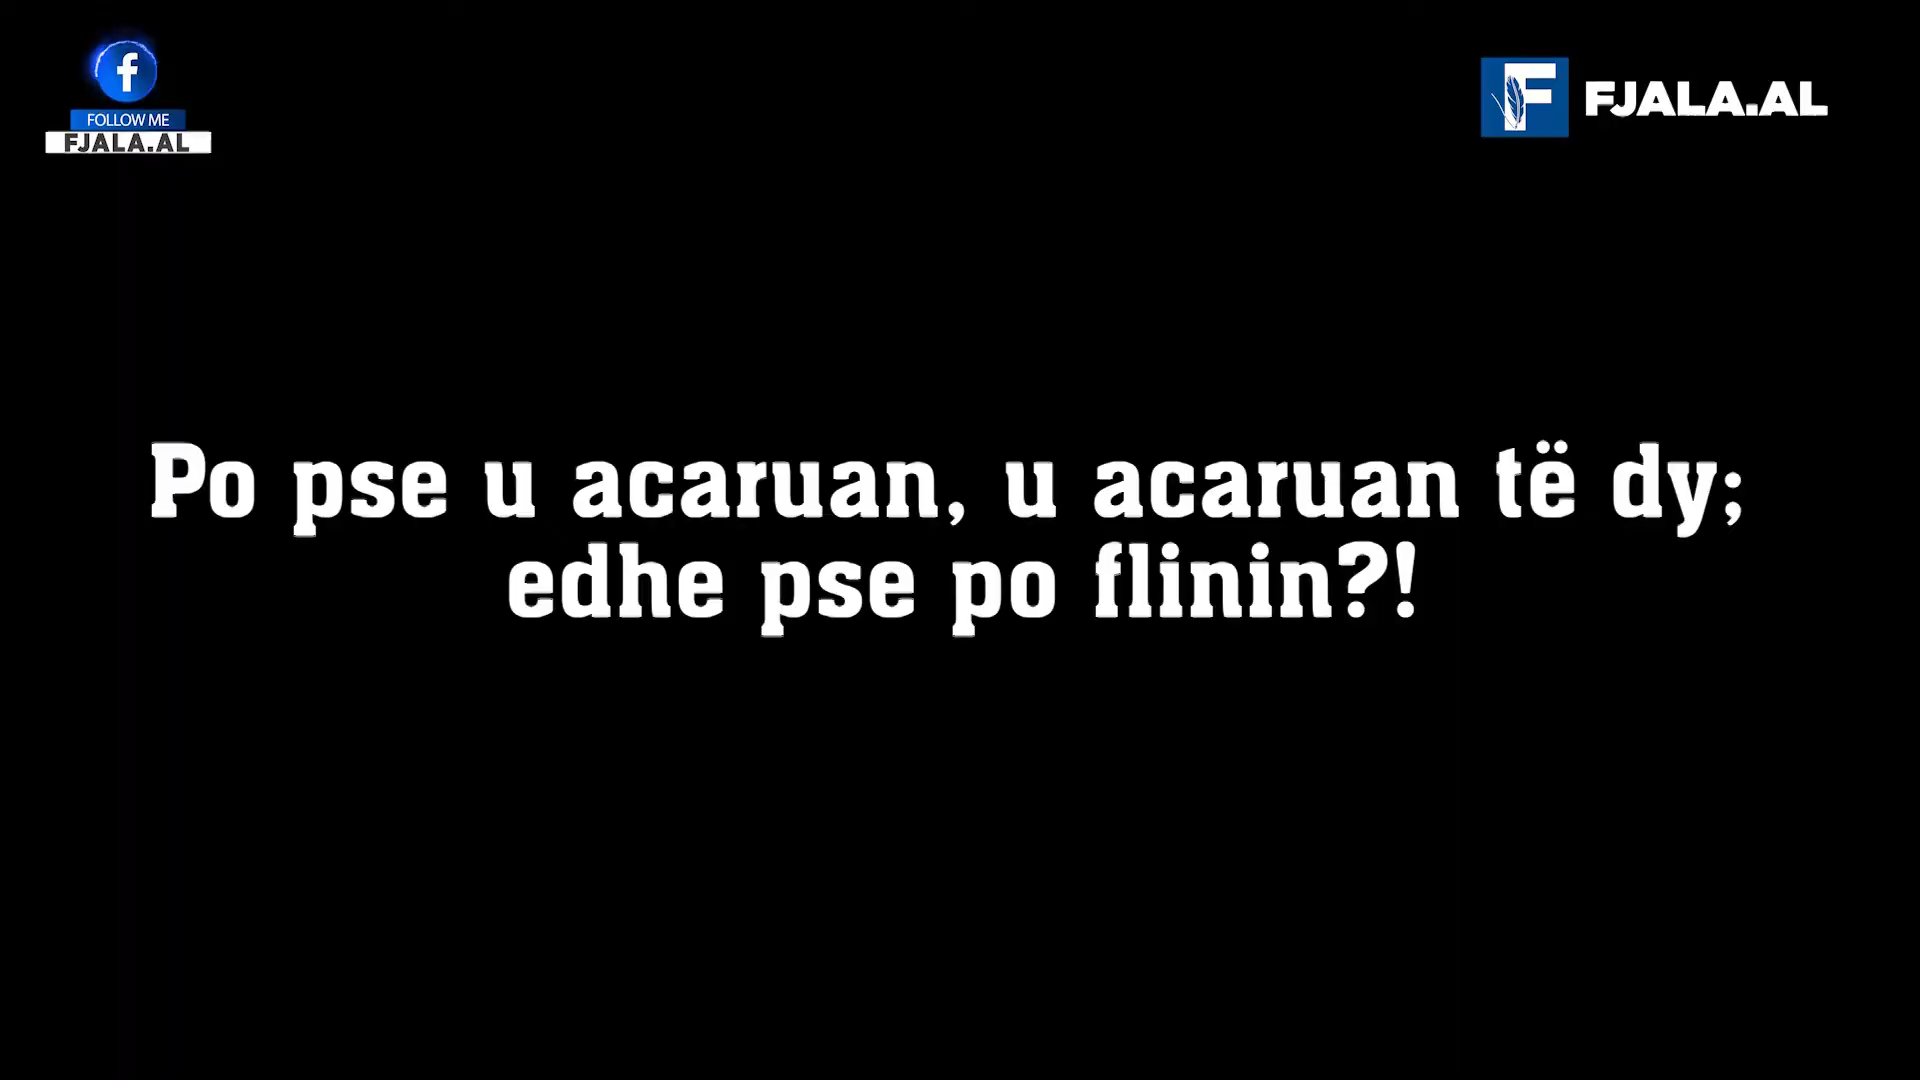 FOLLOW ME
FJALA.AL
F FJALA.AL
Po pse u acaruan, u acaruan të dy;
edhe pse po flinin?!